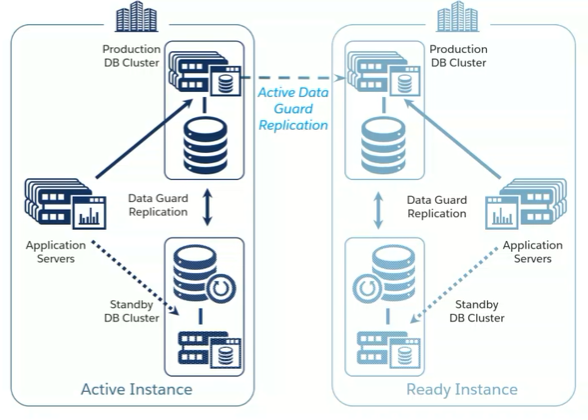 Production
DB Cluster
Active Data
Guard
Replication
Data Guard
Replication
Application
Servers
Standby
DB Cluster
Active Instance
Production
DB Cluster
Data Guard
Replication
Application
Servers
Standby
DB Cluster
Ready Instance